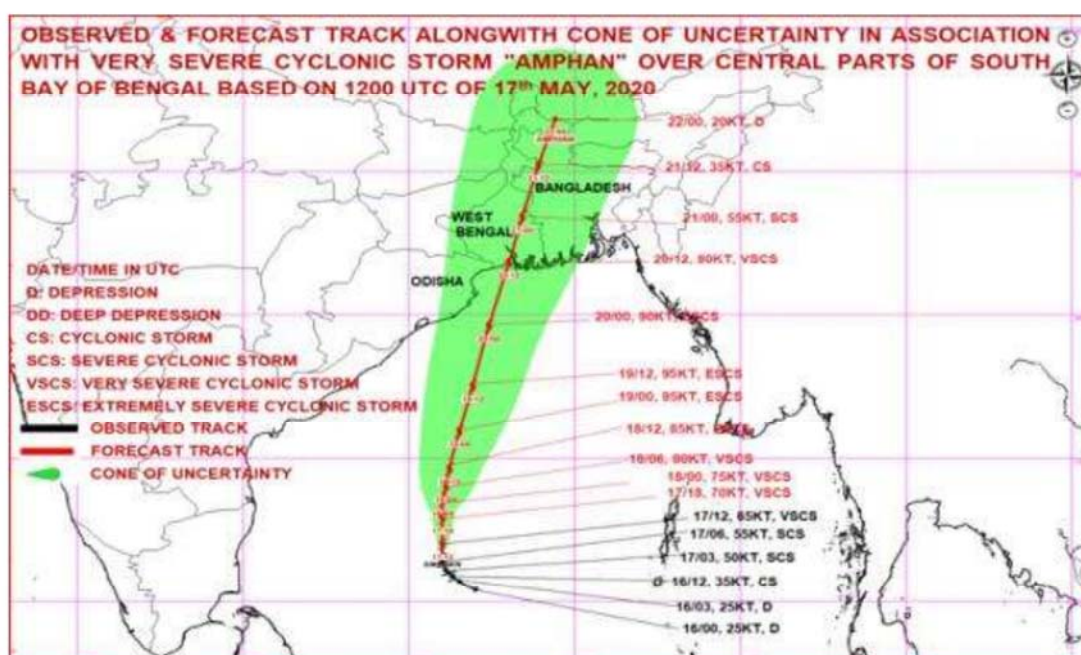 OBSERVED & FORECAST TRACK ALONGWITH CONE OF UNCERTAINTY IN ASSOCIATION
WITH VERY SEVERE CYCLONIC STORM "AMPHAN" OVER CENTRAL PARTS OF SOUTH
BAY OF BENGAL BASED ON 1200 UTC OF 17th MAY, 2020
22/00, 20KT, D
21/12, 35KT, CS
BANGLADESH
WEST
BENGAL
21/00, 55KT, SCS
20/12, 80KT, VSCS
ODISHA
DATE/TIME IN UTC
D: DEPRESSION
DD: DEEP DEPRESSION
CS: CYCLONIC STORM
SCS: SEVERE CYCLONIC STORM
VSCS: VERY SEVERE CYCLONIC STORM
ESCS: EXTREMELY SEVERE CYCLONIC STORM
OBSERVED TRACK
FORECAST TRACK
CONE OF UNCERTAINTY
20/00, 90KT,
19/12, 95KT, ESCS
19/00, 95KT, ESCS
18/12, 85KT,
18/06, 80KT, VSCS
18/00, 75KT, VSCS
17/18, 70KT, VSCS
17/12, 65KT, VSCS
17/06, 55KT, SCS
17/03, 50KT, SCS
16/12, 35KT, CS
16/03, 25KT, D
16/00, 25KT, D